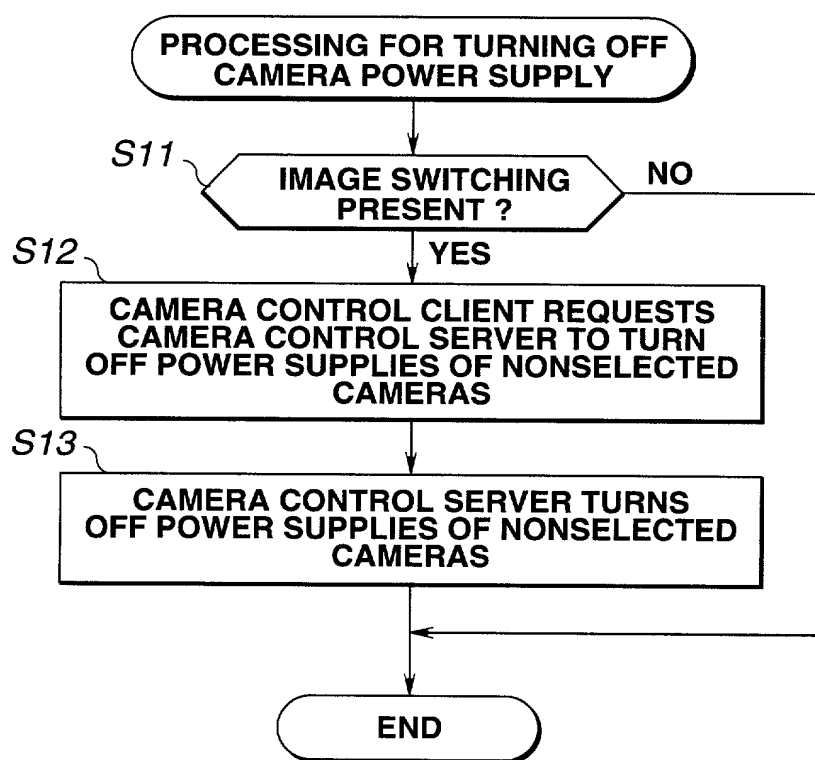 PROCESSING FOR TURNING OFF
CAMERA POWER SUPPLY
S11
IMAGE SWITCHING
PRESENT ?
NO
YES
S12
CAMERA CONTROL CLIENT REQUESTS
CAMERA CONTROL SERVER TO TURN
OFF POWER SUPPLIES OF NONSELECTED
CAMERAS
S13
CAMERA CONTROL SERVER TURNS
OFF POWER SUPPLIES OF NONSELECTED
CAMERAS
END